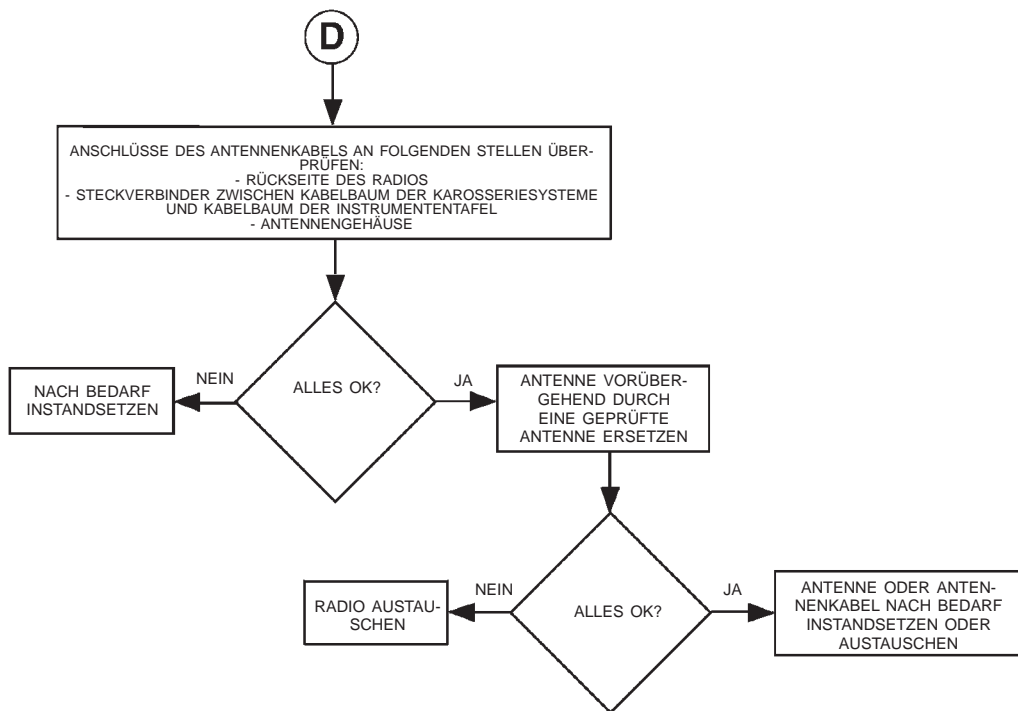 D
ANSCHLÜSSE DES ANTENNENKABELS AN FOLGENDEN STELLEN ÜBER-
PRÜFEN:
- RÜCKSEITE DES RADIOS
- STECKVERBINDER ZWISCHEN KABELBAUM DER KAROSSERIESYSTEME
UND KABELBAUM DER INSTRUMENTENTAFEL
- ANTENNENGEHÄUSE
ALLES OK?
NEIN
NACH BEDARF
INSTANDSETZEN
JA
ANTENNE VORÜBER-
GEHEND DURCH
EINE GEPRÜFTE
ANTENNE ERSETZEN
ALLES OK?
NEIN
RADIO AUSTAU-
SCHEN
JA
ANTENNE ODER ANTEN-
NENKABEL NACH BEDARF
INSTANDSETZEN ODER
AUSTAUSCHEN